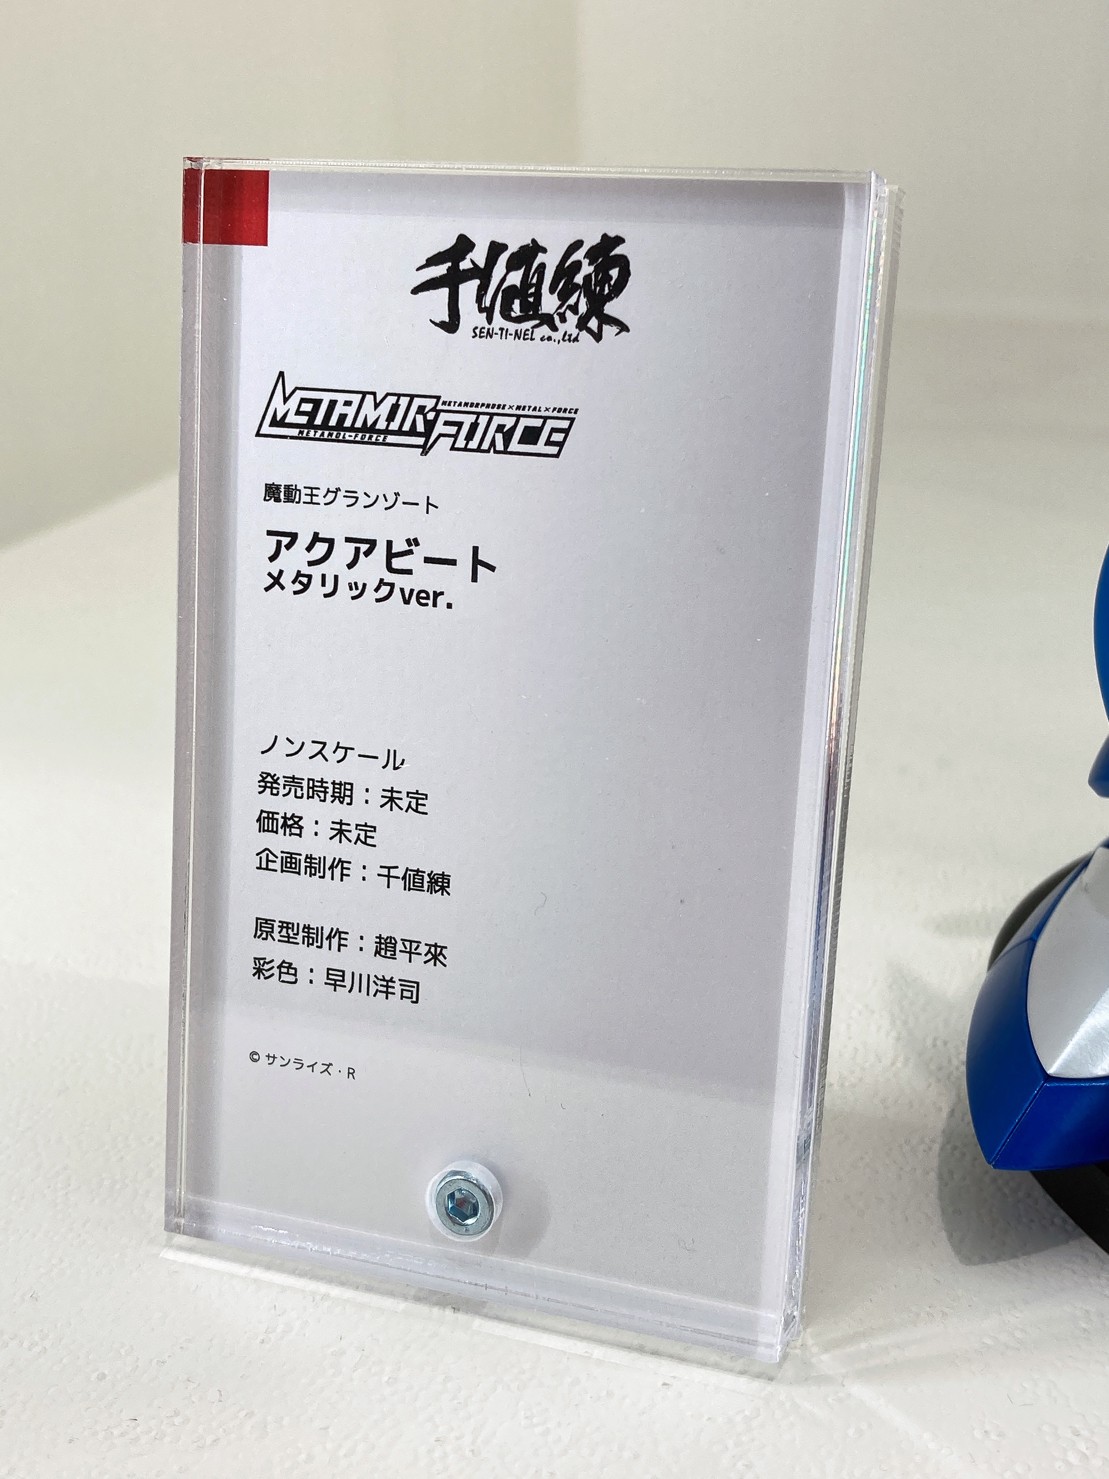 千値練
SEN-TI-NEL co.,Ltd
METAMOR-FORCE
METAMORPHOSE×METAL×FORCE
METAMOL-FORCE
魔動王グランゾート
アクアビート
メタリックver.
ノンスケール
発売時期：未定
価格：未定
企画制作：千値練
原型制作：趙平來
彩色：早川洋司
© サンライズ・R